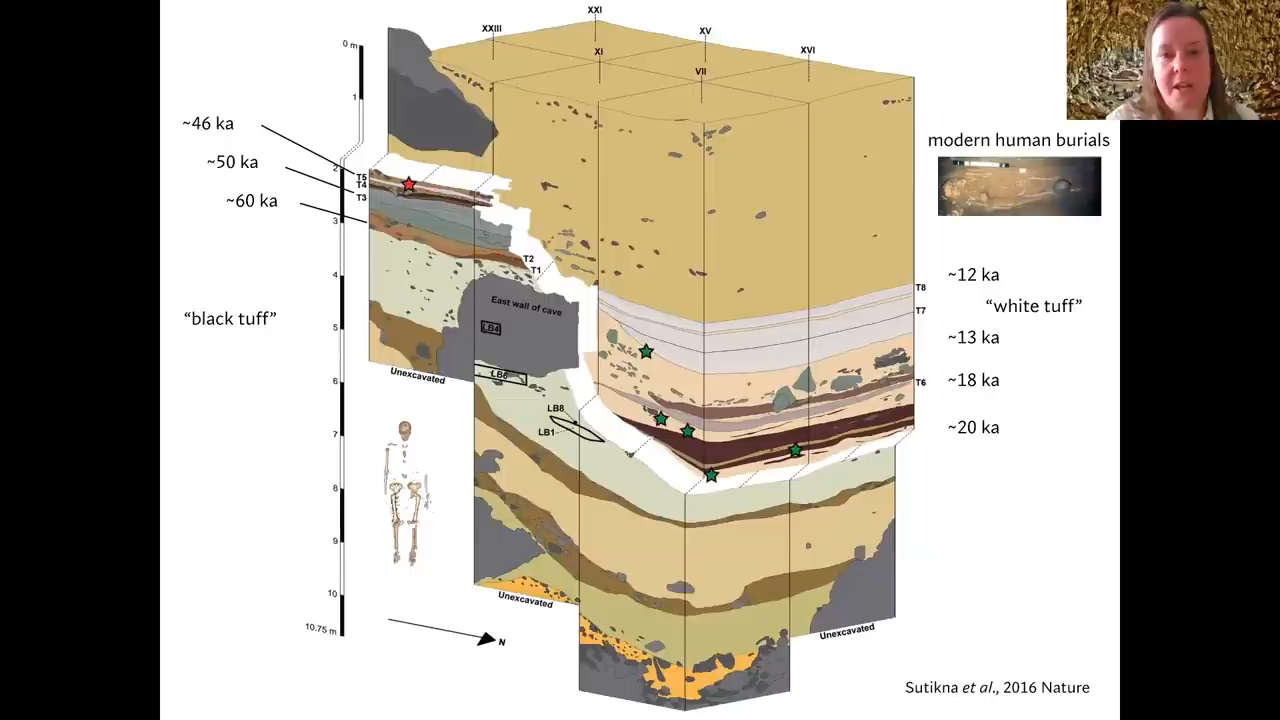 XXI
XXIII
XV
XI
XVI
VII
0 m
1
~46 ka
modern human burials
~50 ka
2
T5
T4
T3
~60 ka
3
T2
T1
4
~12 ka
T8
“white tuff”
T7
East wall of cave
“black tuff”
LB4
5
~13 ka
LB6
Unexcavated
6
~18 ka
T6
LB8
LB1
7
~20 ka
8
9
10
Unexcavated
10.75 m
Unexcavated
N
Sutikna et al., 2016 Nature